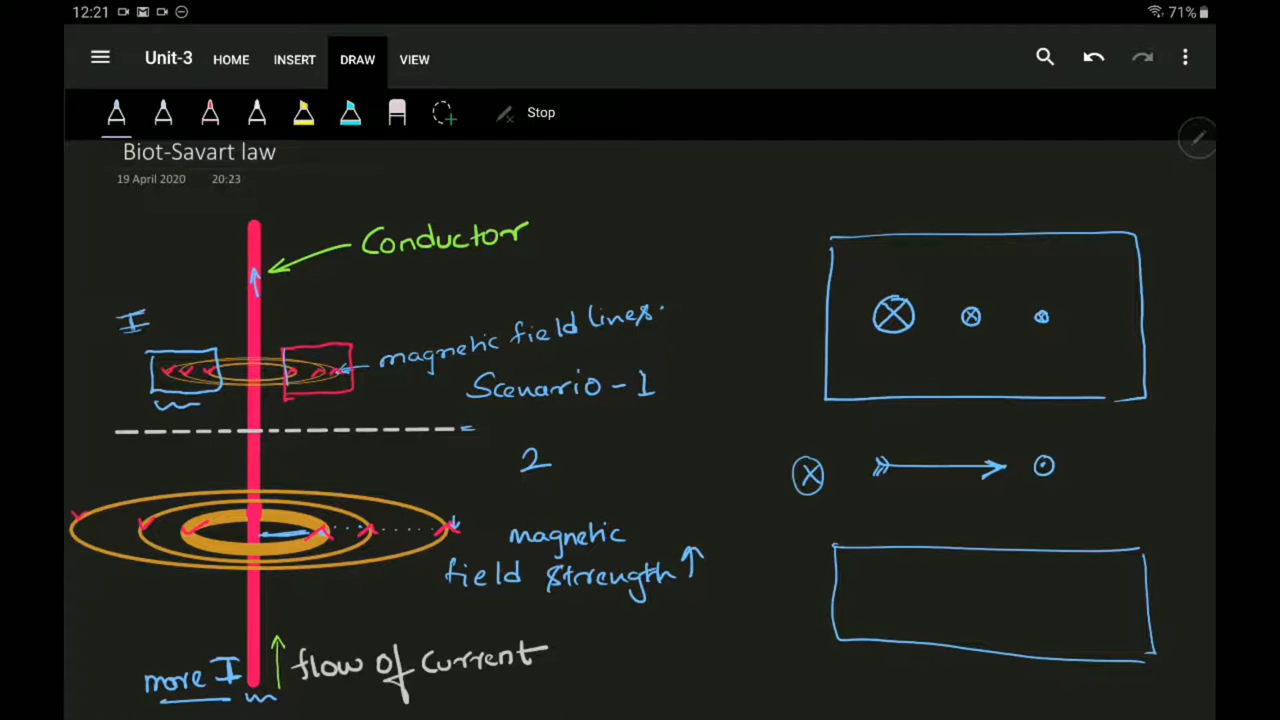 12:21
71%
Unit-3 HOME INSERT DRAW VIEW
Stop
Biot-Savart law
19 April 2020 20:23
Conductor
I
magnetic field lines.
Scenario-1
2
magnetic
field strength ↑
more I
flow of current